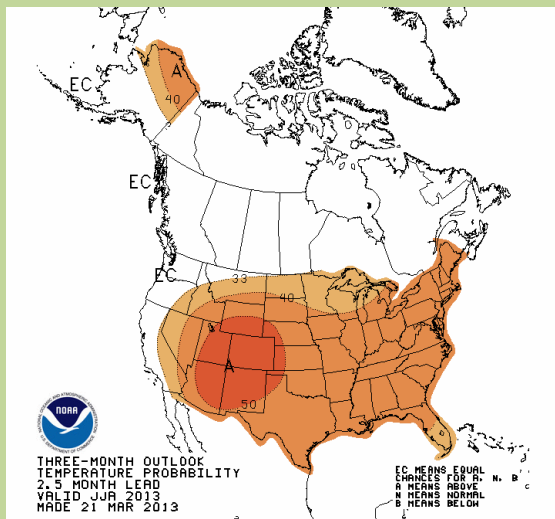 A
EC
40
EC
EC
33
40
A
50
NOAA
THREE-MONTH OUTLOOK
TEMPERATURE PROBABILITY
2.5 MONTH LEAD
VALID JJA 2013
MADE 21 MAR 2013
EC MEANS EQUAL
CHANCES FOR A, N, B
A MEANS ABOVE
N MEANS NORMAL
B MEANS BELOW